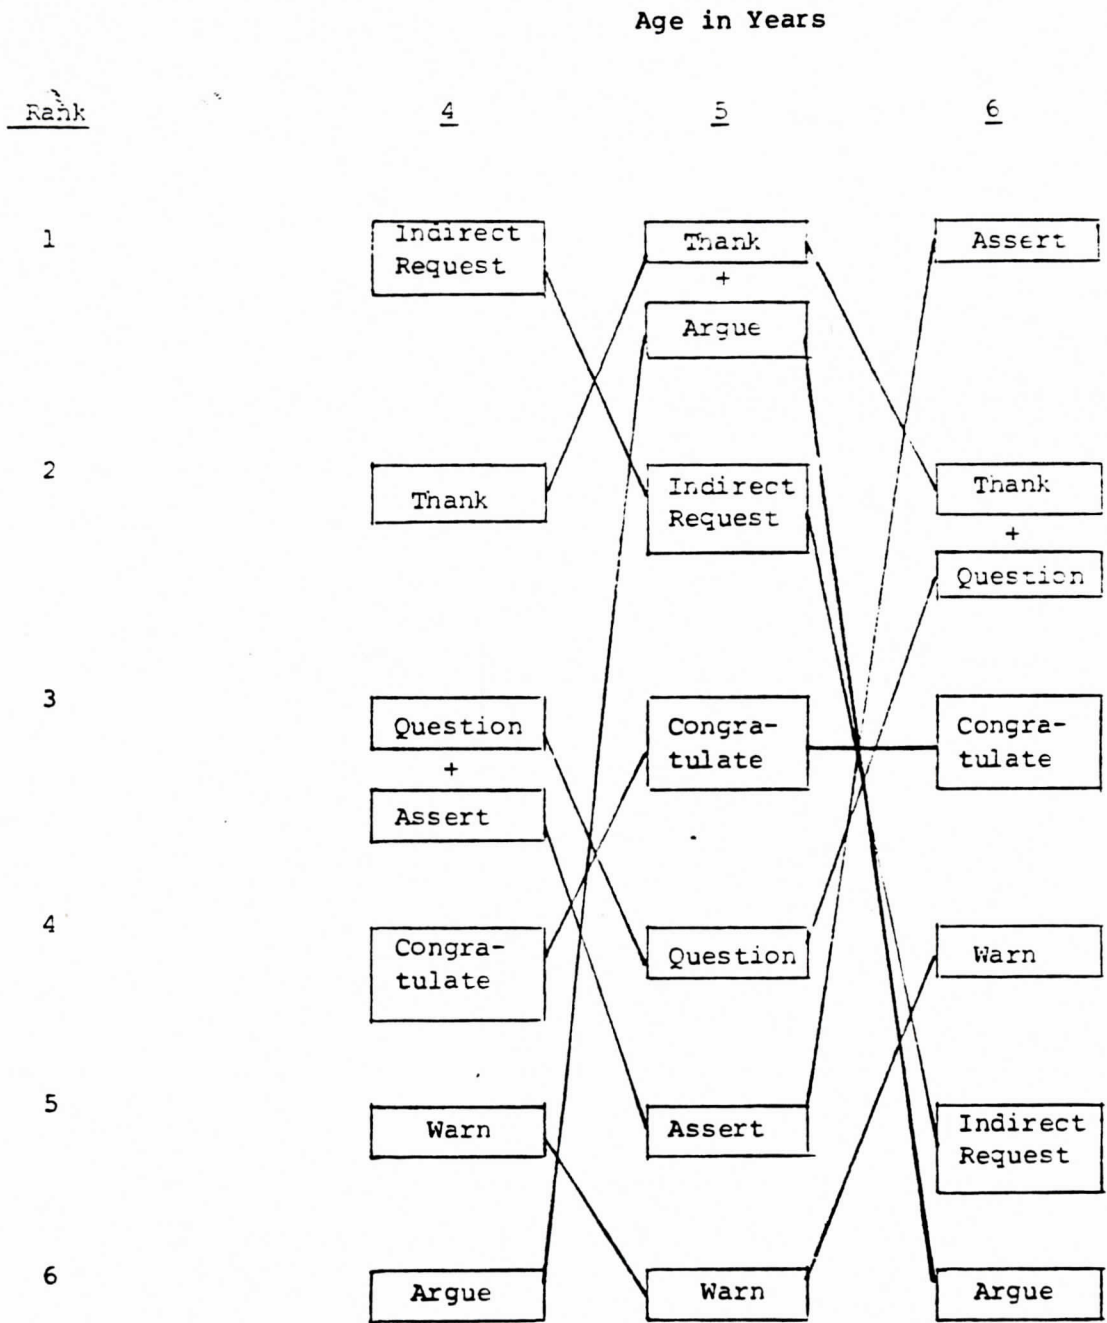 Age in Years
Rank 4 5 6
1 Indirect Request Thank Assert
+
Argue
2 Thank Indirect Request Thank
+
Question
3 Question Congra-tulate Congra-tulate
+
Assert
4 Congra-tulate Question Warn
5 Warn Assert Indirect Request
6 Argue Warn Argue